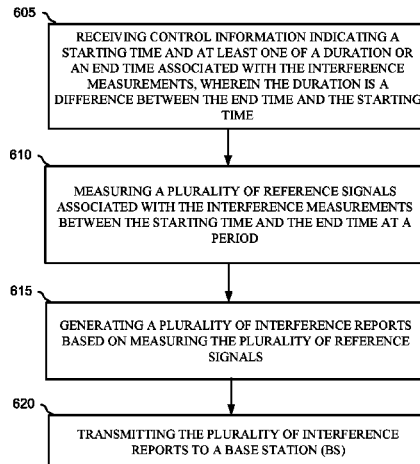 605
RECEIVING CONTROL INFORMATION INDICATING A
STARTING TIME AND AT LEAST ONE OF A DURATION OR
AN END TIME ASSOCIATED WITH THE INTERFERENCE
MEASUREMENTS, WHEREIN THE DURATION IS A
DIFFERENCE BETWEEN THE END TIME AND THE STARTING
TIME
610
MEASURING A PLURALITY OF REFERENCE SIGNALS
ASSOCIATED WITH THE INTERFERENCE MEASUREMENTS
BETWEEN THE STARTING TIME AND THE END TIME AT A
PERIOD
615
GENERATING A PLURALITY OF INTERFERENCE REPORTS
BASED ON MEASURING THE PLURALITY OF REFERENCE
SIGNALS
620
TRANSMITTING THE PLURALITY OF INTERFERENCE
REPORTS TO A BASE STATION (BS)